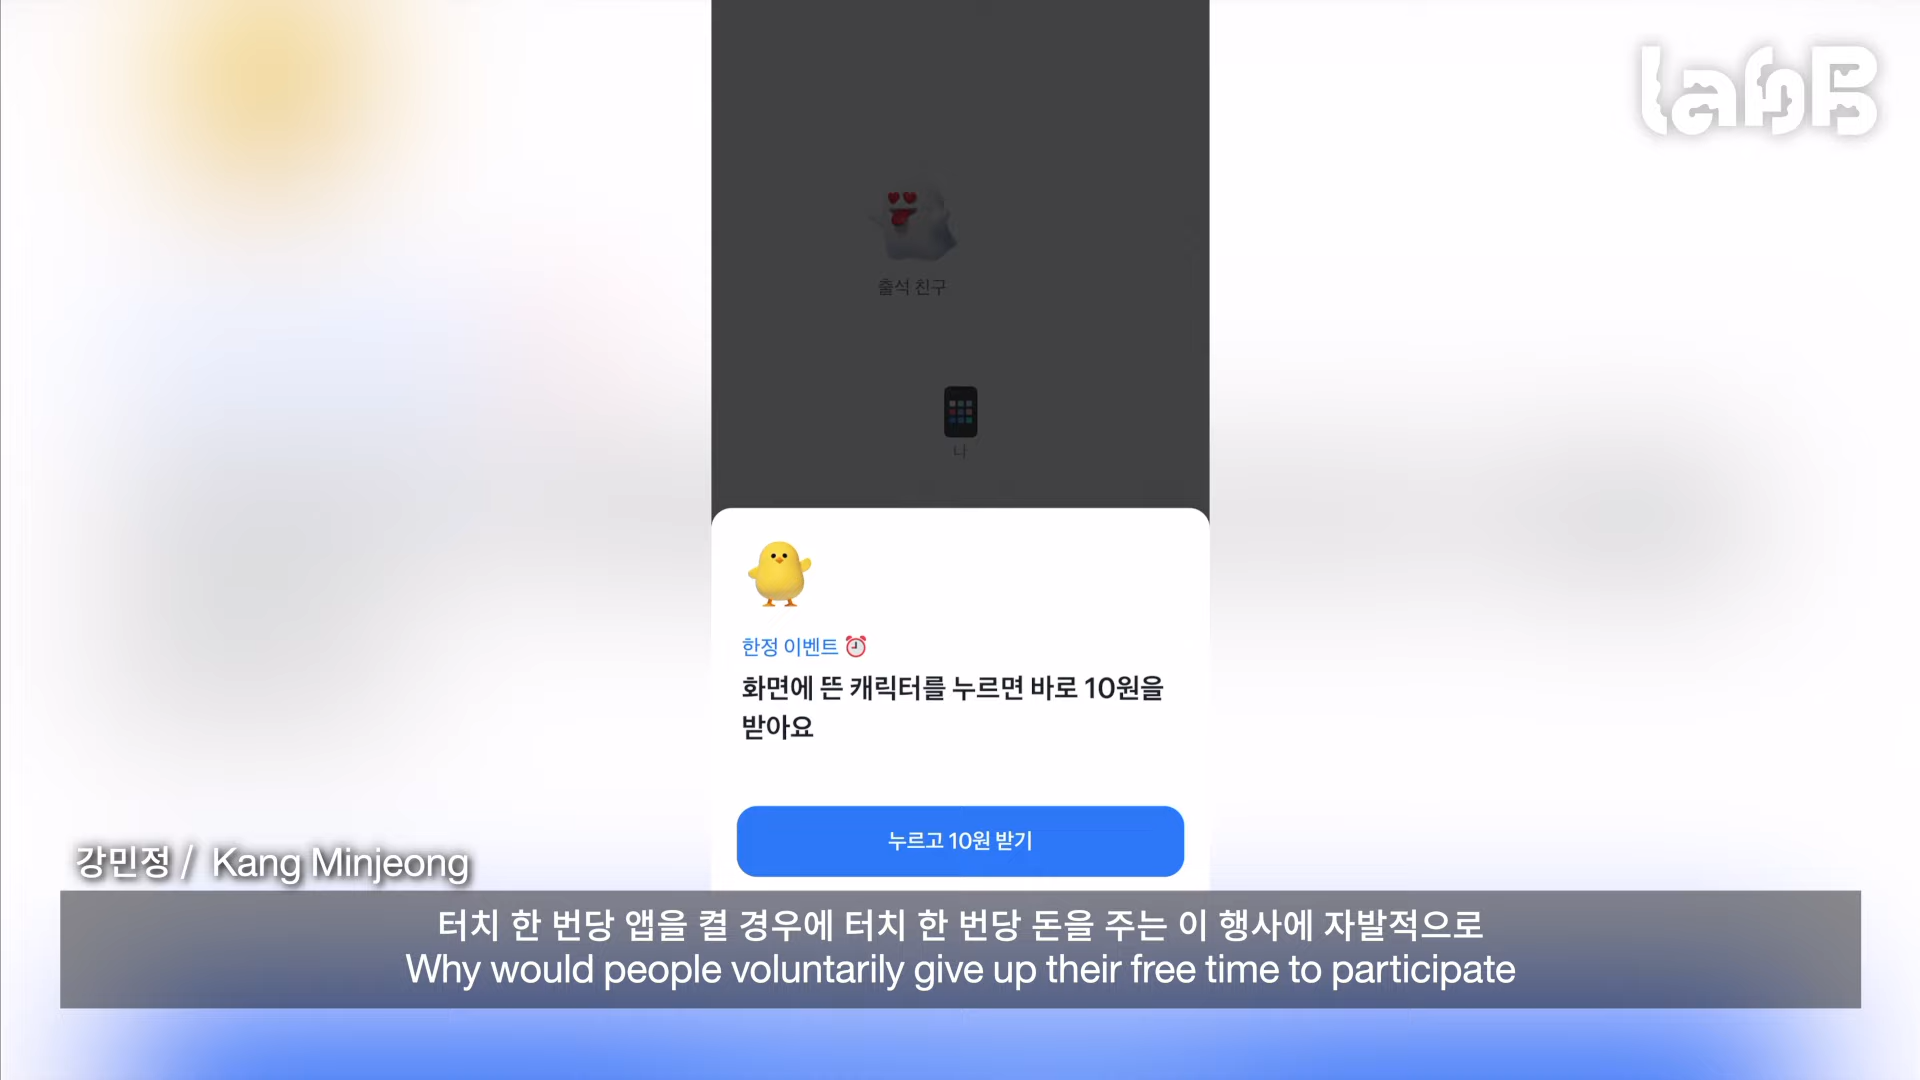 labB
출석 친구
나
한정 이벤트
화면에 뜬 캐릭터를 누르면 바로 10원을
받아요
누르고 10원 받기
강민정 / Kang Minjeong
터치 한 번당 앱을 켤 경우에 터치 한 번당 돈을 주는 이 행사에 자발적으로
Why would people voluntarily give up their free time to participate